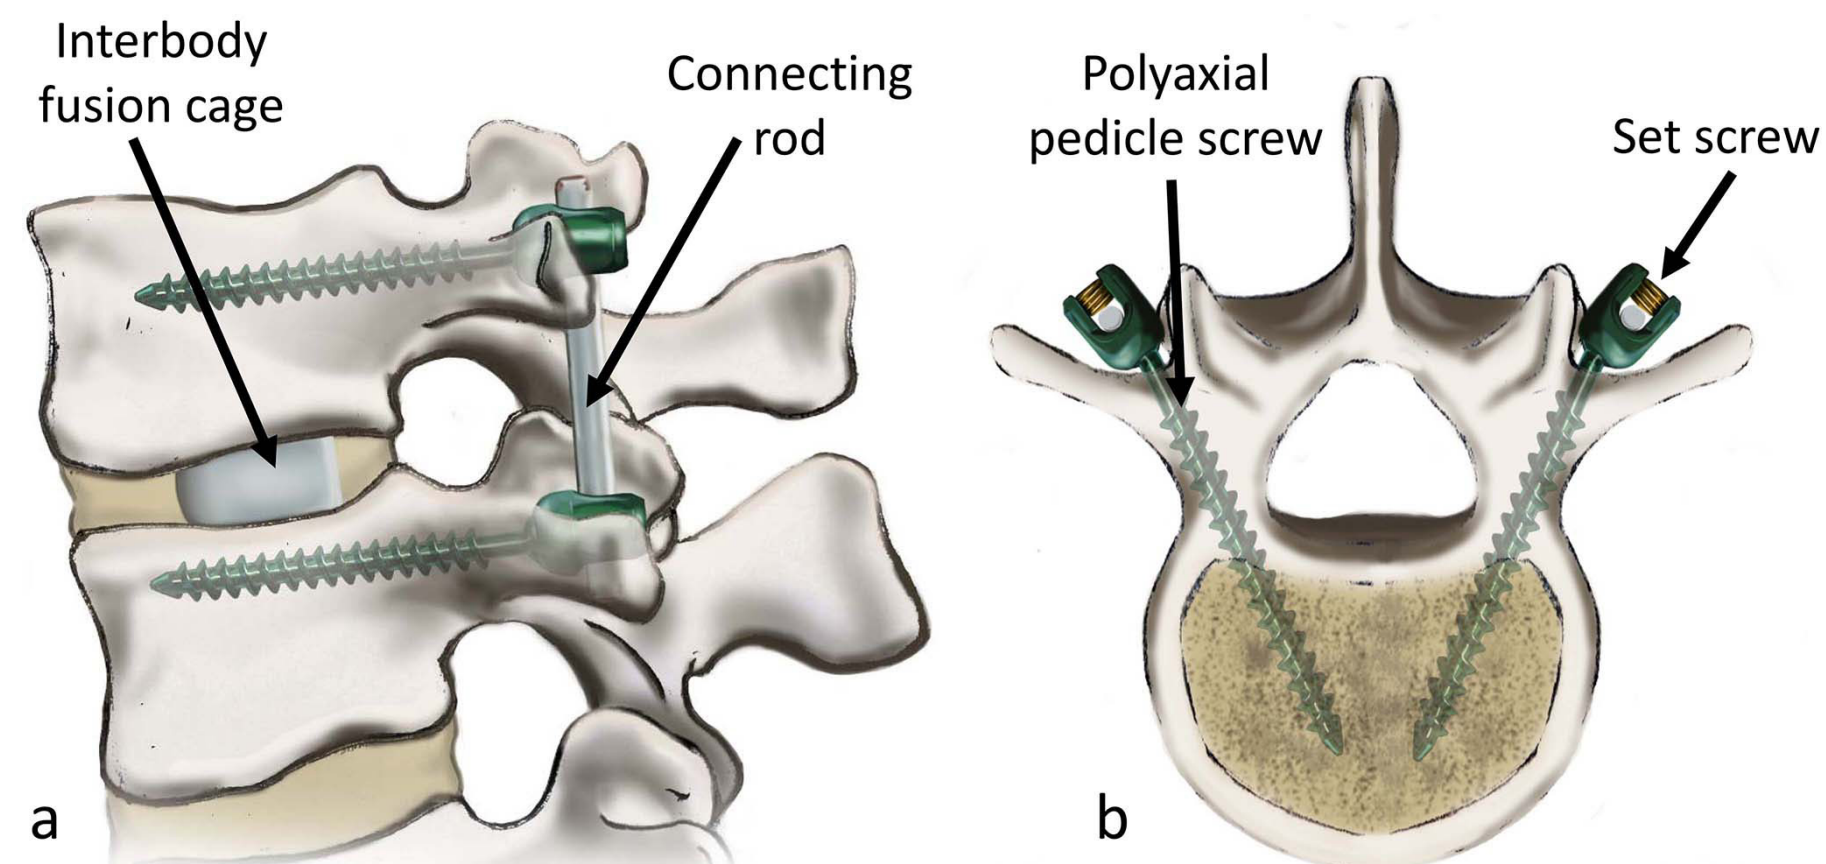 Interbody
fusion cage
Connecting
rod
Polyaxial
pedicle screw
Set screw
a
b